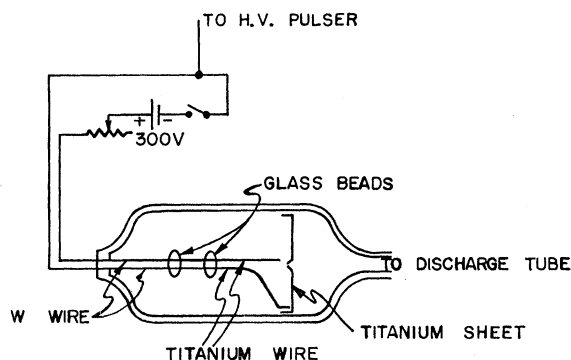 TO H.V. PULSER
+ -
300V
GLASS BEADS
TO DISCHARGE TUBE
W WIRE
TITANIUM SHEET
TITANIUM WIRE